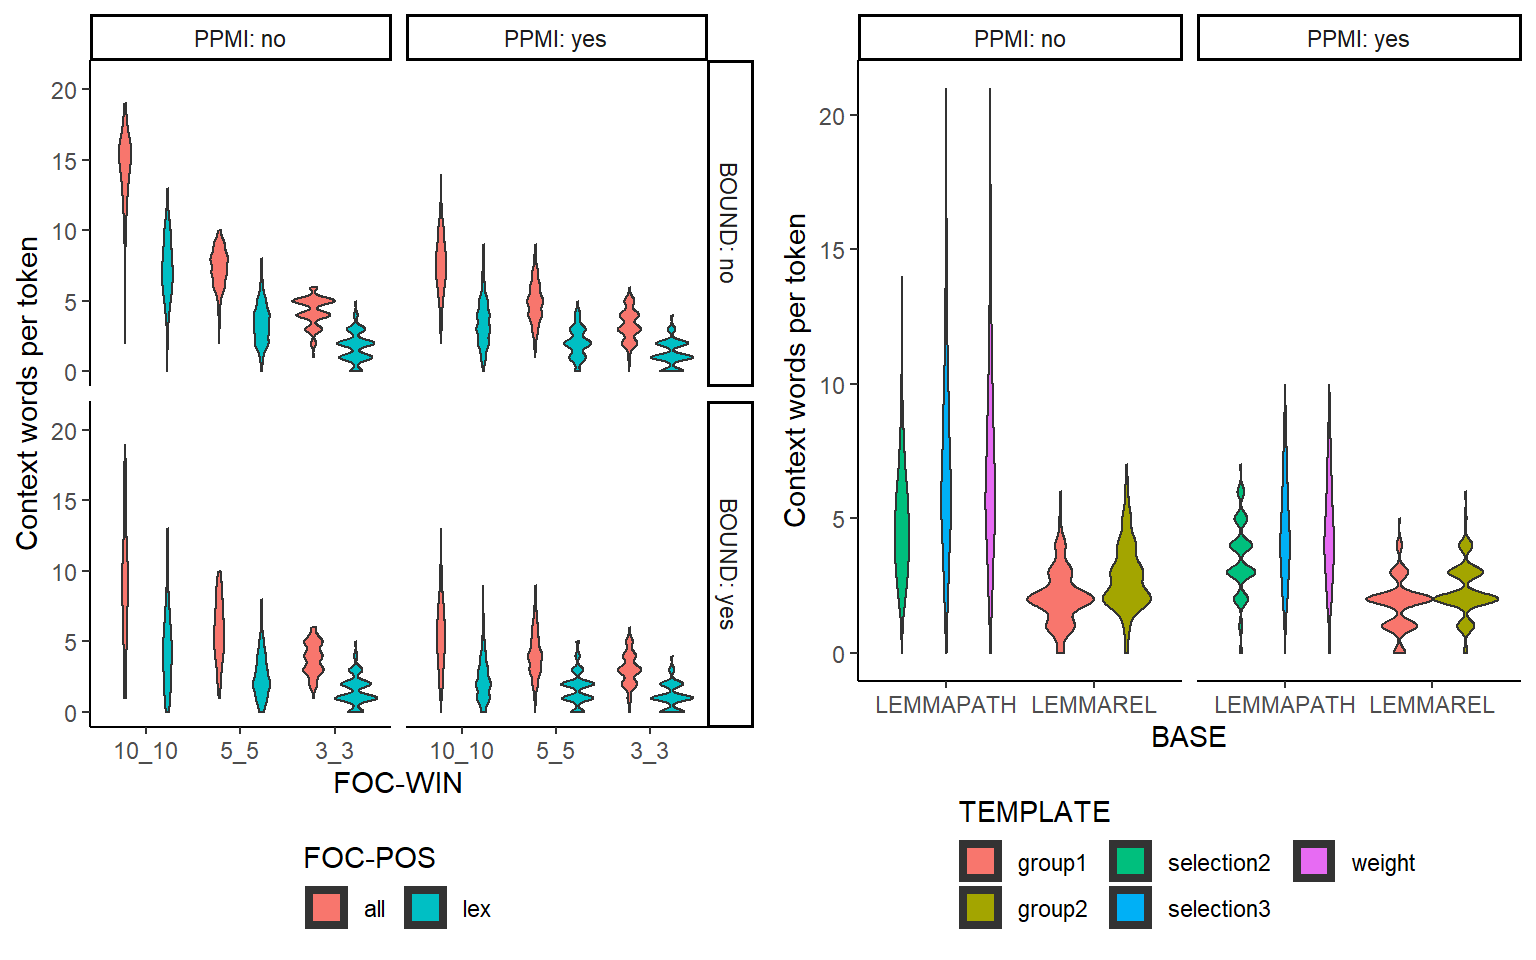 PPMI: no
PPMI: yes
Context words per token
20
15
10
5
0
BOUND: no
20
15
10
5
0
BOUND: yes
10_10
5_5
3_3
10_10
5_5
3_3
FOC-WIN
FOC-POS
all
lex
PPMI: no
PPMI: yes
Context words per token
20
15
10
5
0
LEMMAPATH
LEMMAREL
LEMMAPATH
LEMMAREL
BASE
TEMPLATE
group1
selection2
weight
group2
selection3